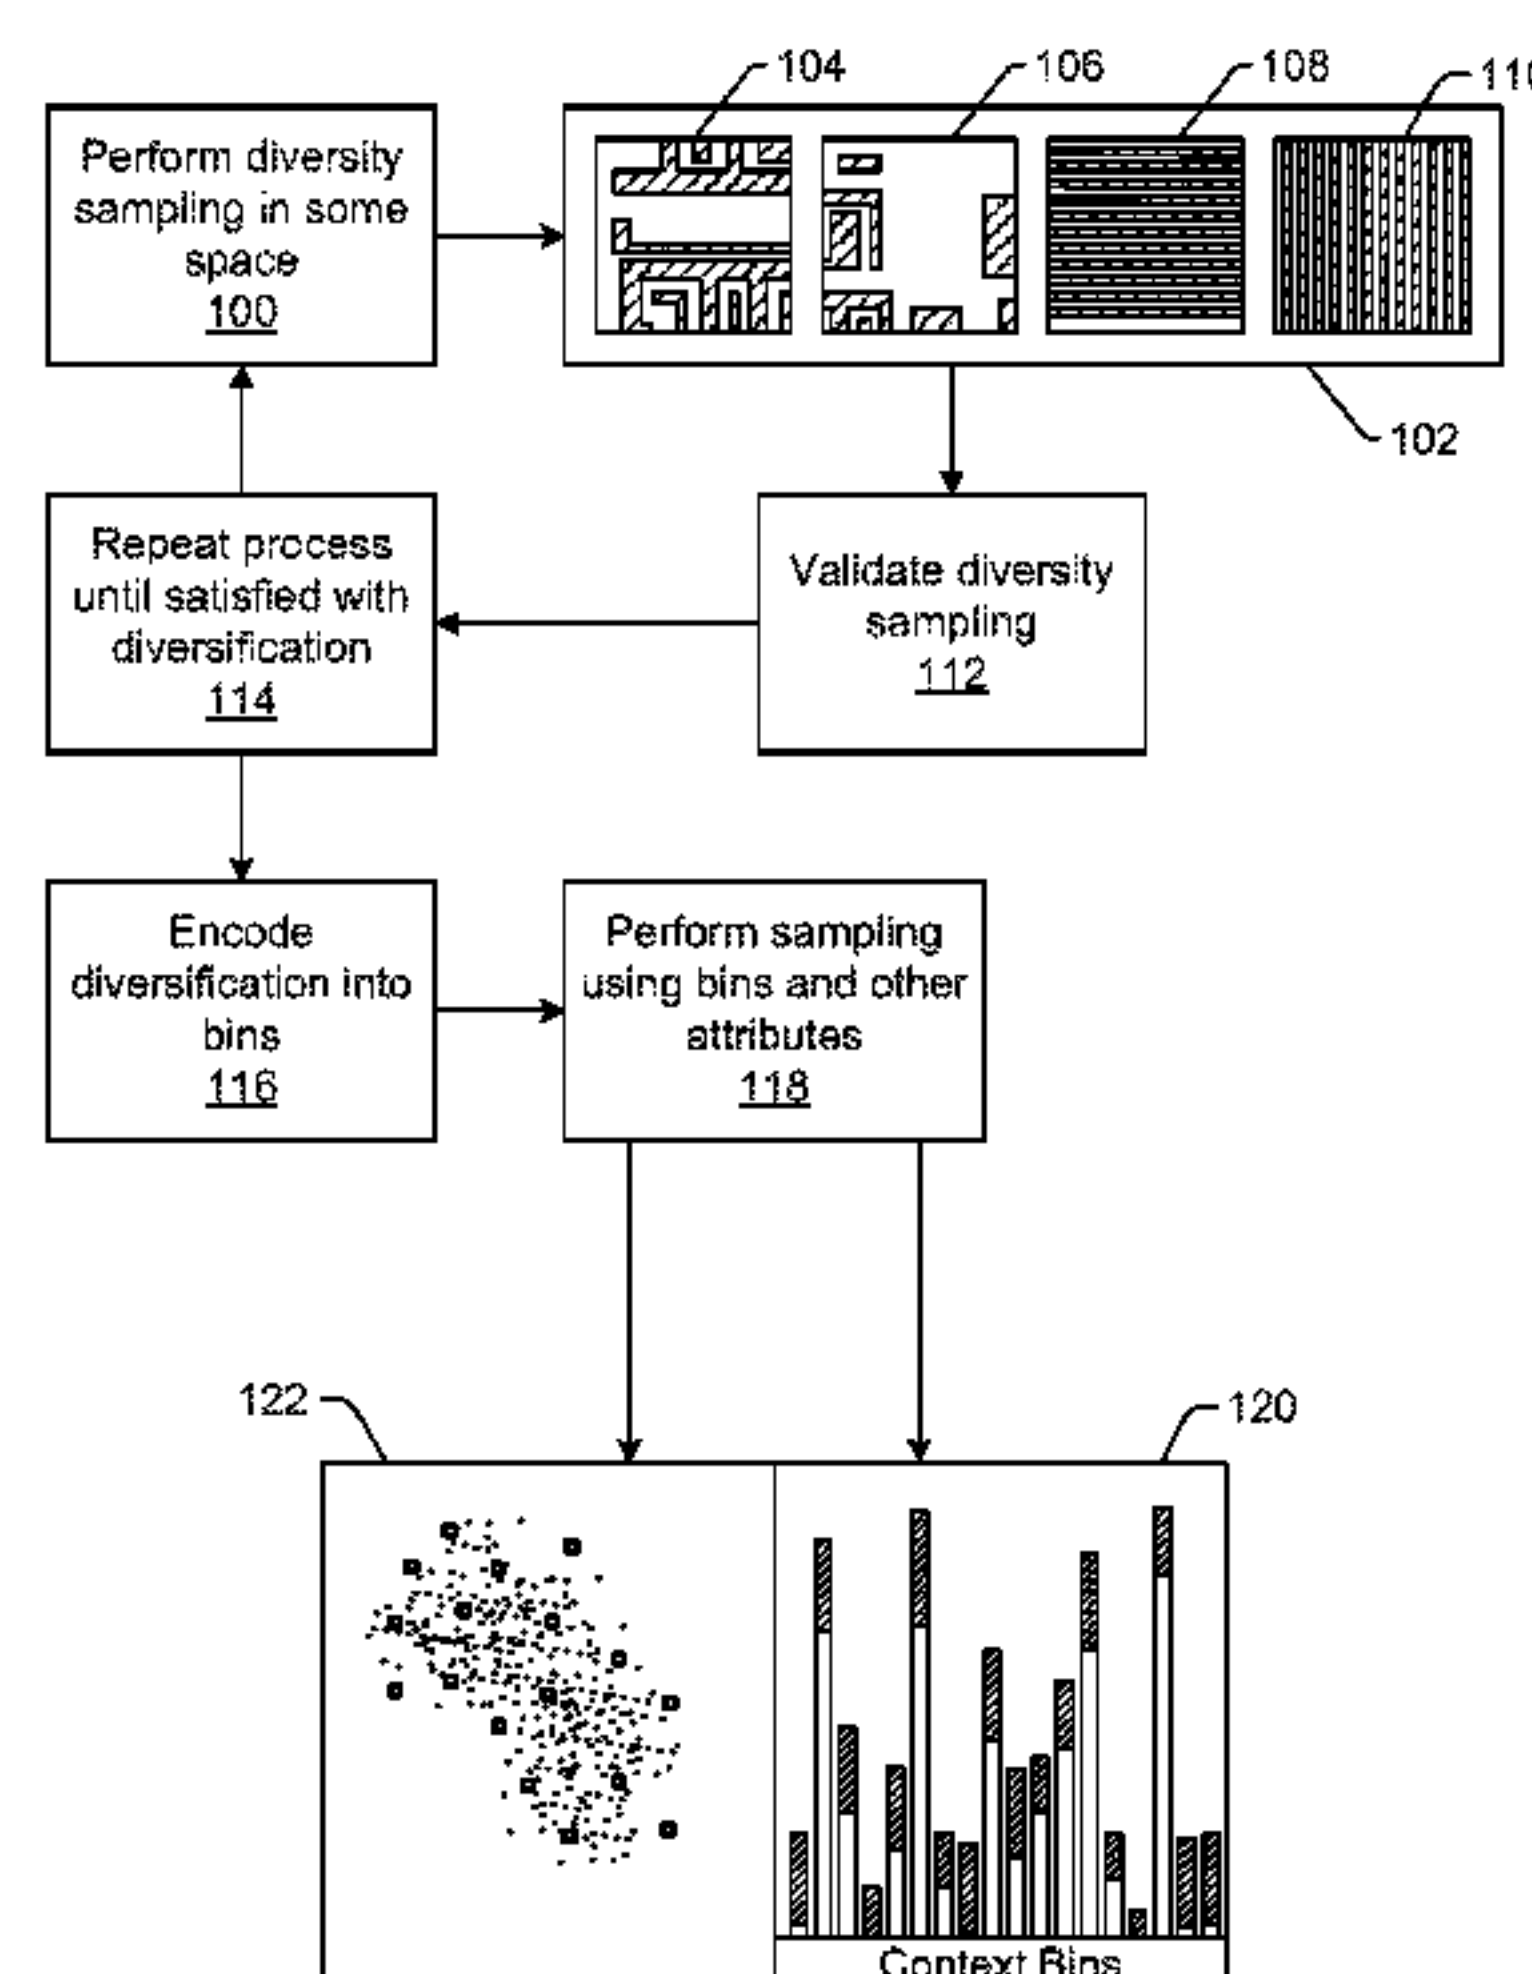 104
106
108
Perform diversity
sampling in some
space
100
102
Repeat process
until satisfied with
diversification
114
Validate diversity
sampling
112
Encode
diversification into
bins
116
Perform sampling
using bins and other
attributes
118
122
120
Context Bins